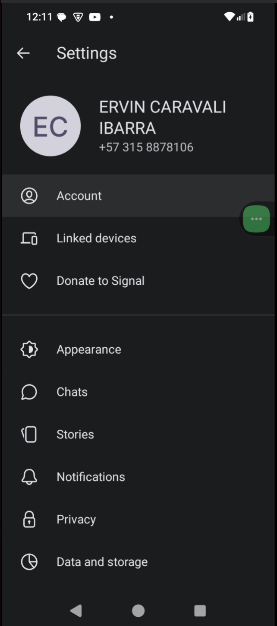 12:11
Settings
EC
ERVIN CARAVALI
IBARRA
+57 315 8878106
Account
Linked devices
Donate to Signal
Appearance
Chats
Stories
Notifications
Privacy
Data and storage